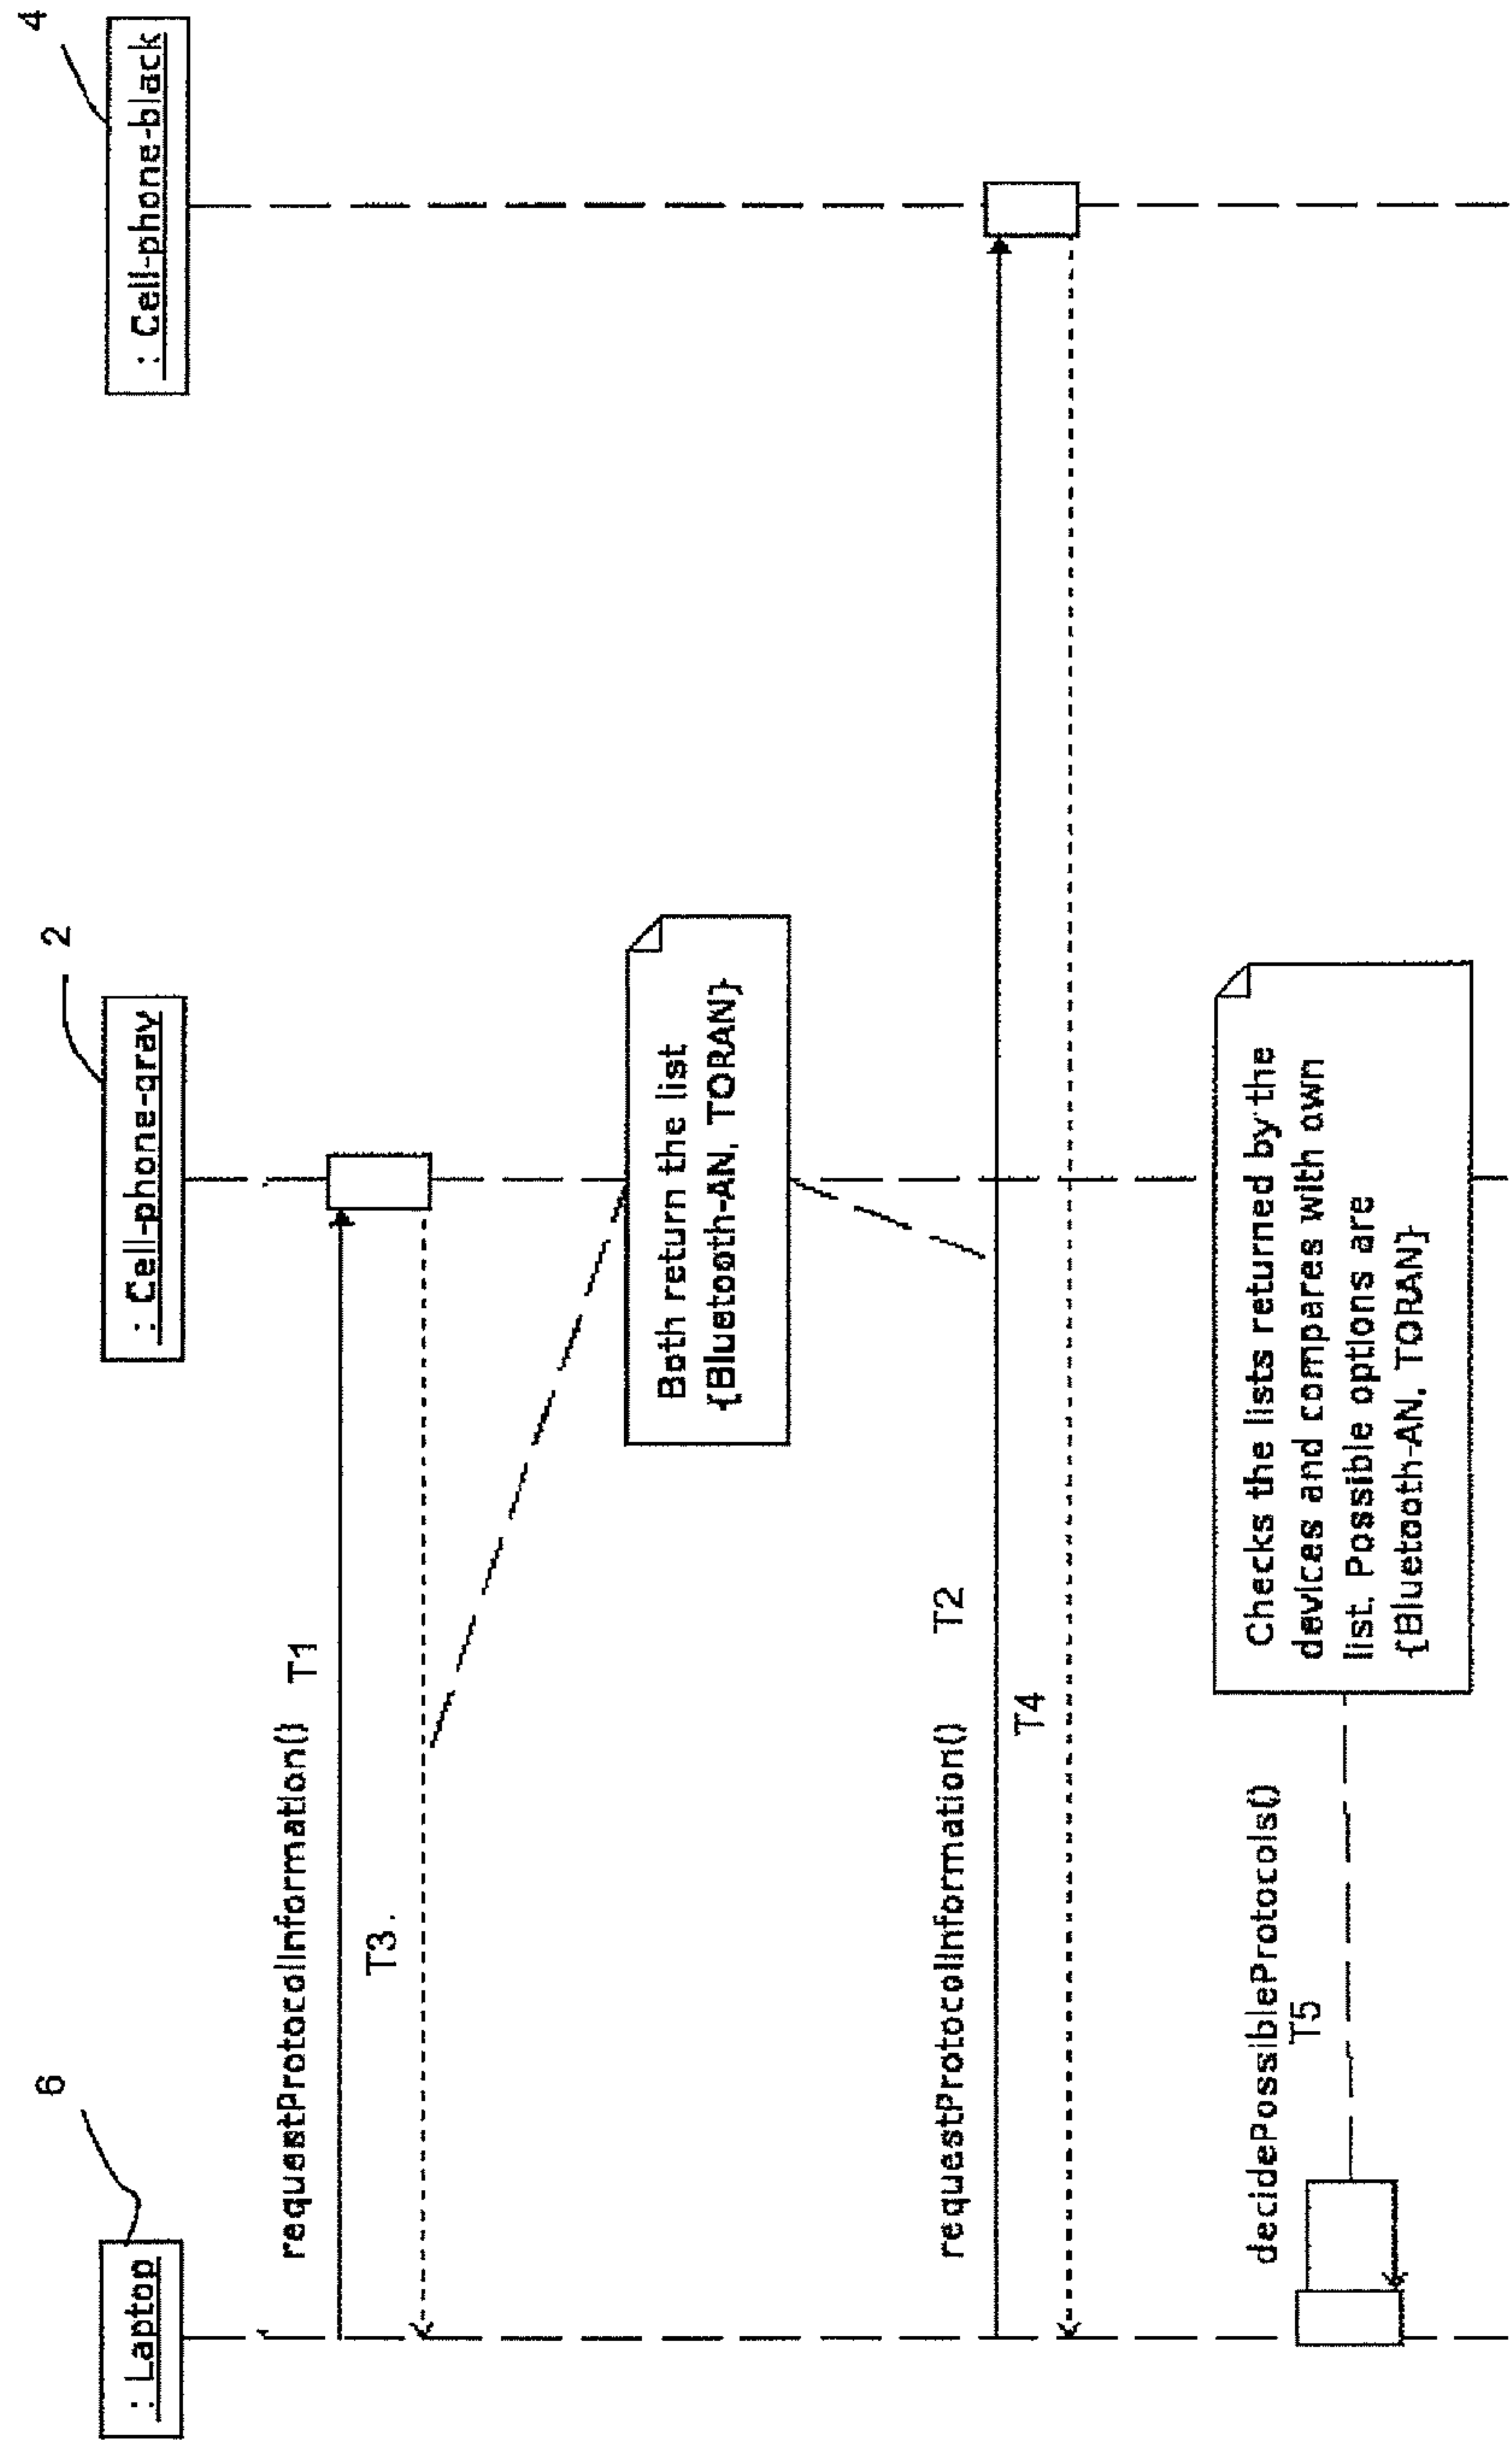 6
: Laptop
2
: Cell-phone-gray
4
: Cell-phone-black
requestProtocolInformation() T1
T3.
Both return the list
{Bluetooth-AN, TORAN}
requestProtocolInformation() T2
T4
decidePossibleProtocols()
T5
Checks the lists returned by the
devices and compares with own
list. Possible options are
{Bluetooth-AN, TORAN}